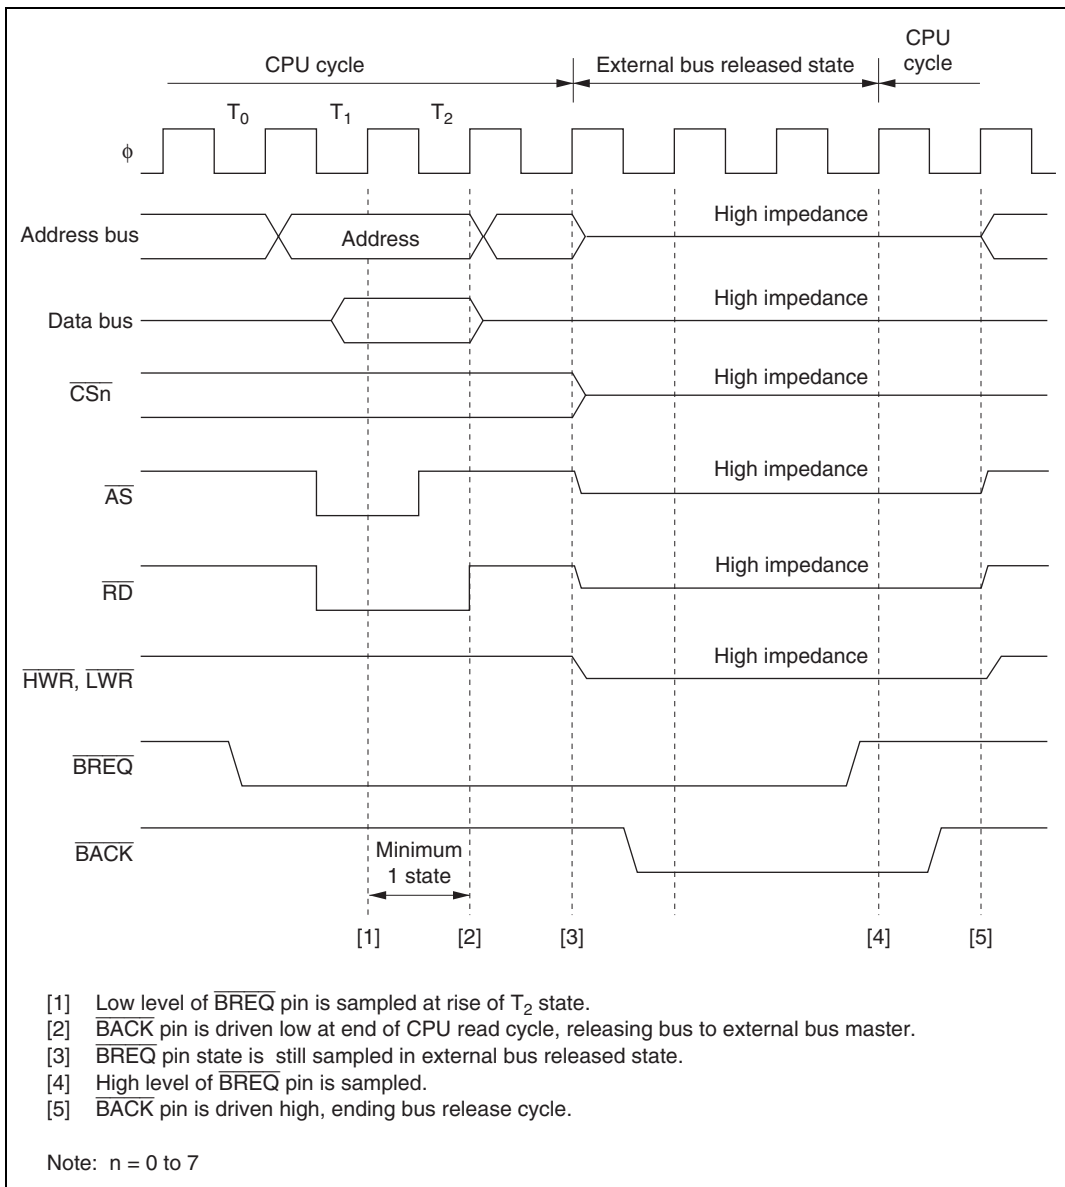 CPU cycle
External bus released state
CPU cycle
T0 T1 T2
ϕ
Address bus
Address
High impedance
Data bus
High impedance
CSn
High impedance
AS
High impedance
RD
High impedance
HWR, LWR
High impedance
BREQ
BACK
Minimum
1 state
[1] [2] [3] [4] [5]
[1] Low level of BREQ pin is sampled at rise of T2 state.
[2] BACK pin is driven low at end of CPU read cycle, releasing bus to external bus master.
[3] BREQ pin state is still sampled in external bus released state.
[4] High level of BREQ pin is sampled.
[5] BACK pin is driven high, ending bus release cycle.
Note: n = 0 to 7